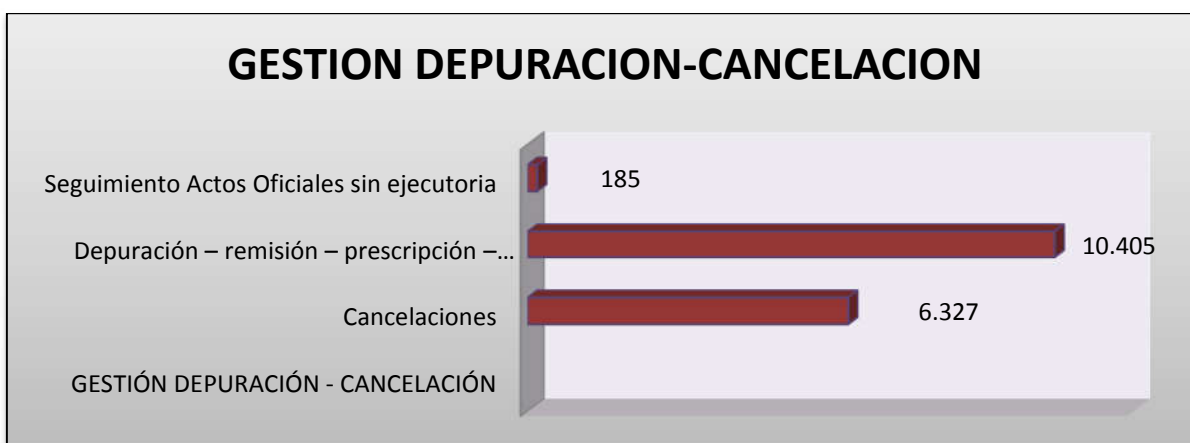 GESTION DEPURACION-CANCELACION
Seguimiento Actos Oficiales sin ejecutoria
185
Depuración – remisión – prescripción –...
10.405
Cancelaciones
6.327
GESTIÓN DEPURACIÓN - CANCELACIÓN